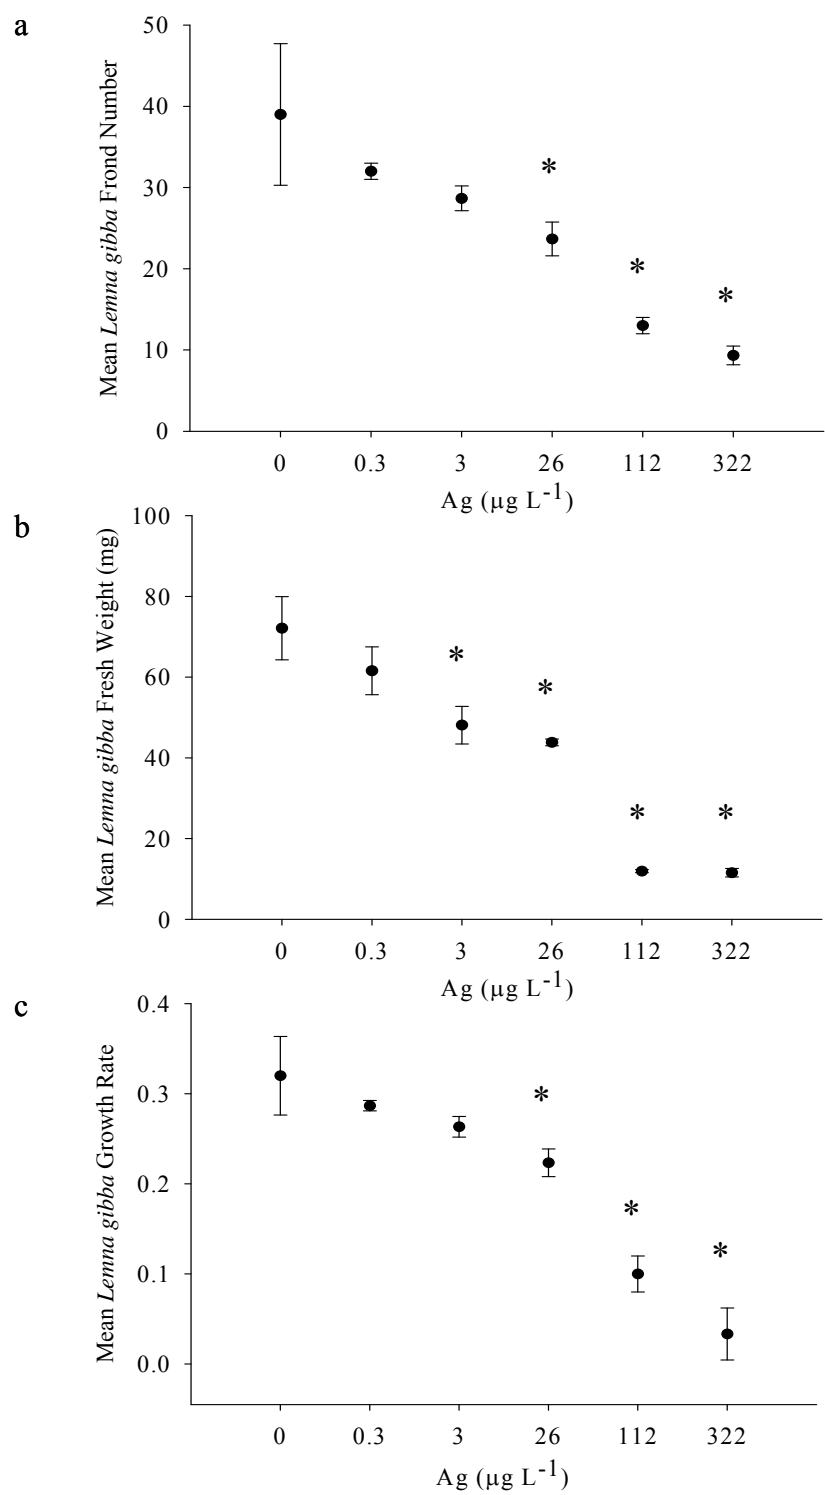 a
Mean Lemna gibba Frond Number
50
40
30
20
10
0
*
*
*
0 0.3 3 26 112 322
Ag (µg L-1)
b
Mean Lemna gibba Fresh Weight (mg)
100
80
60
40
20
0
*
*
*
*
0 0.3 3 26 112 322
Ag (µg L-1)
c
Mean Lemna gibba Growth Rate
0.4
0.3
0.2
0.1
0.0
*
*
*
0 0.3 3 26 112 322
Ag (µg L-1)